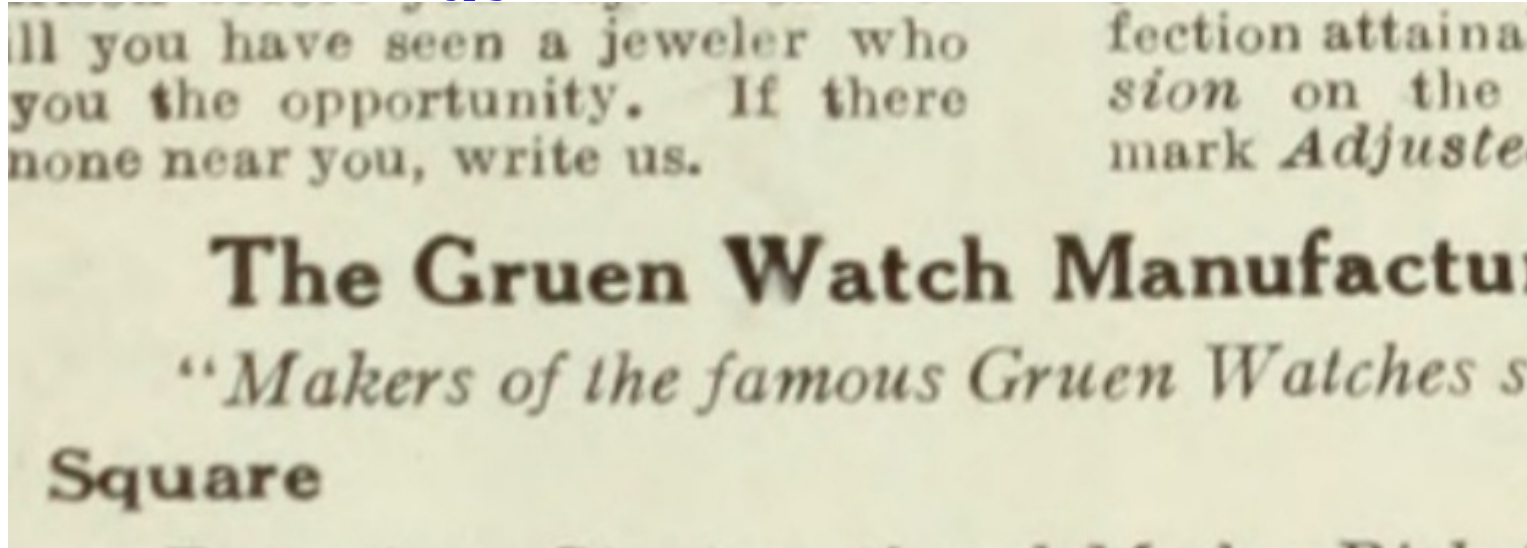 ll you have seen a jeweler who
you the opportunity. If there
none near you, write us.
fection attaina
sion on the
mark Adjuste
The Gruen Watch Manufactu
"Makers of the famous Gruen Watches s
Square